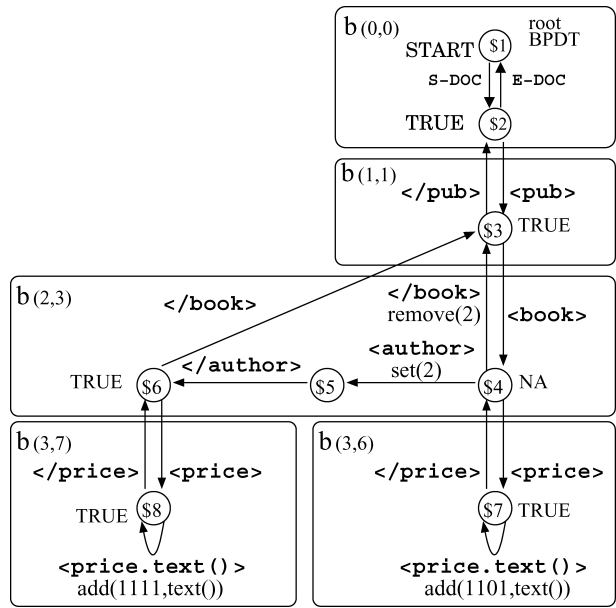 b(0,0)
root
BPDT
START
$1
S-DOC
E-DOC
TRUE
$2
b(1,1)
</pub>
<pub>
$3
TRUE
b(2,3)
</book>
</book>
remove(2)
<book>
</author>
<author>
set(2)
TRUE
$6
$5
$4
NA
b(3,7)
</price>
<price>
TRUE
$8
<price.text()>
add(1111,text())
b(3,6)
</price>
<price>
$7
TRUE
<price.text()>
add(1101,text())